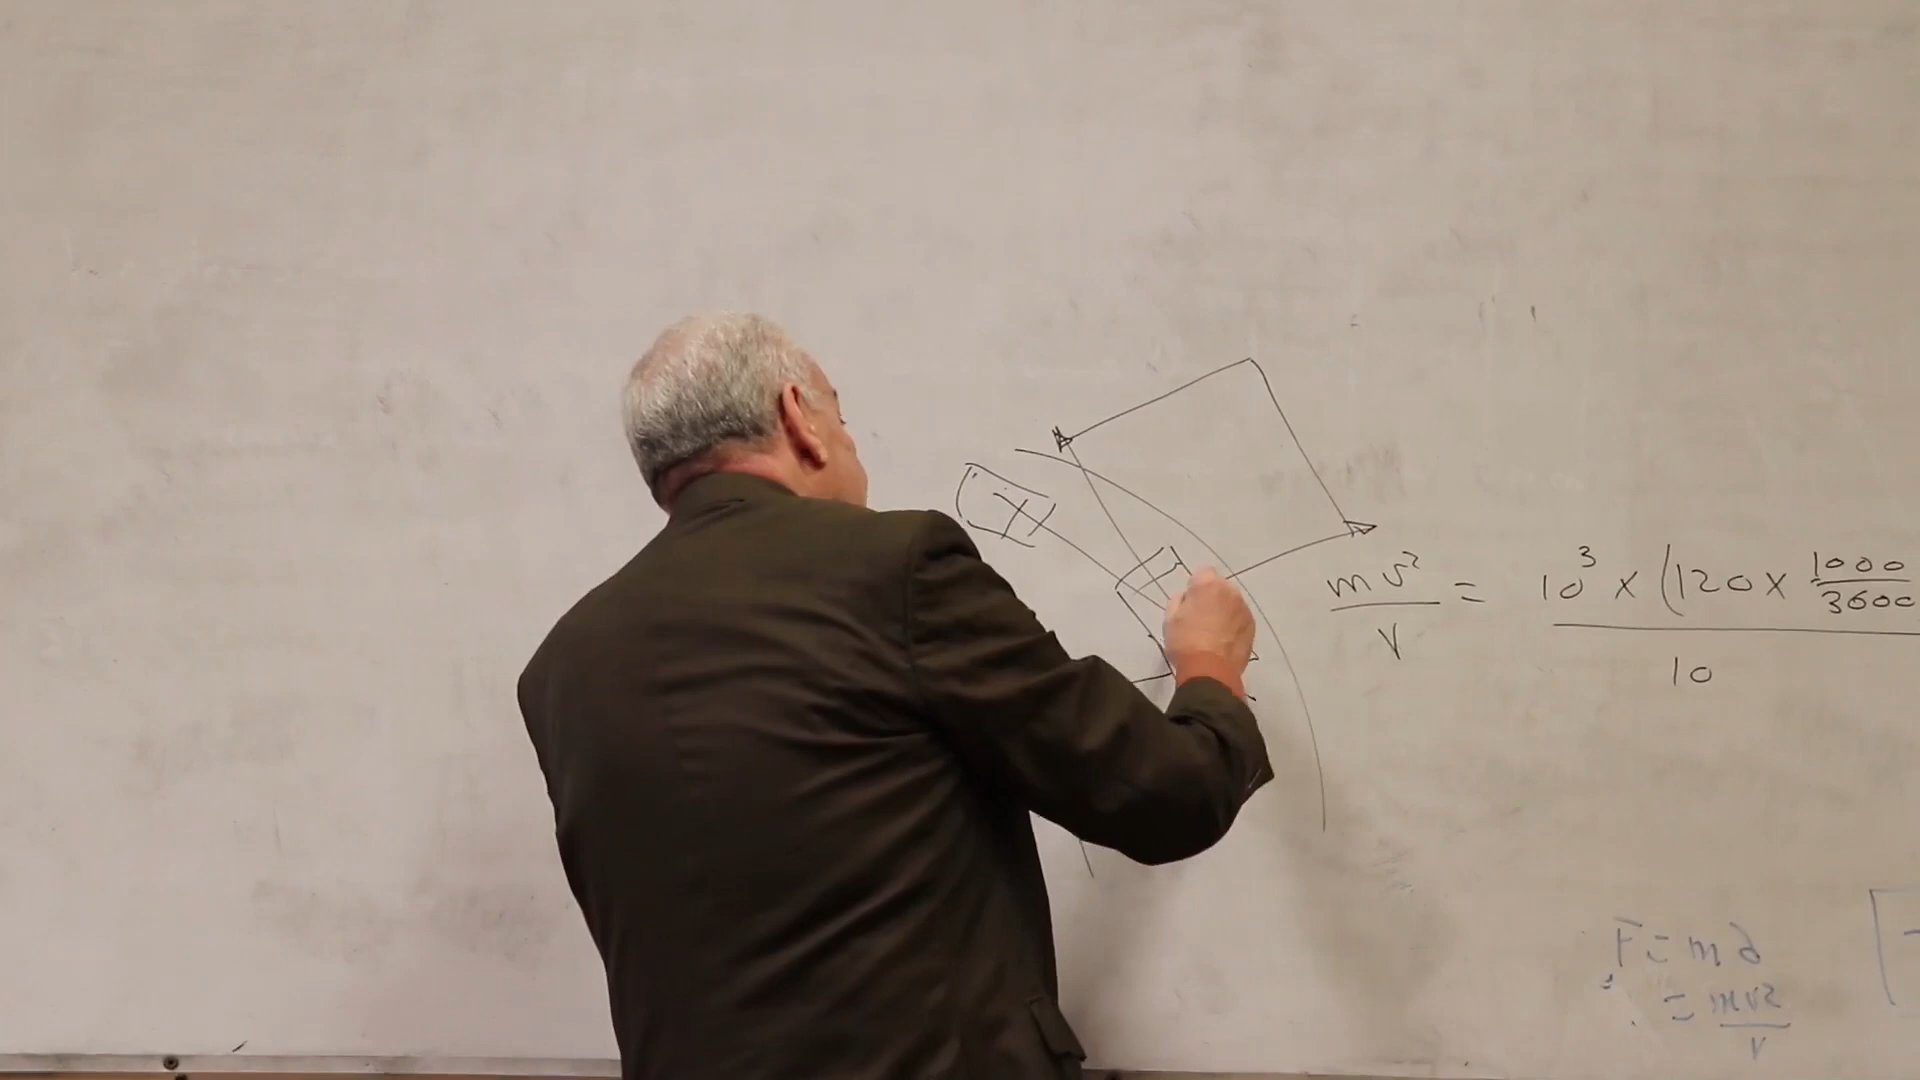 mv² / r = 10³ x (120 x 1000/3600
10
F = ma
= mv² / r